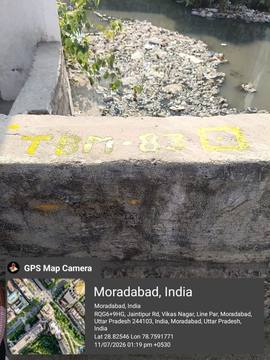 TBM-83
GPS Map Camera
Moradabad, India
Moradabad, India
RQG6+9HG, Jaintipur Rd, Vikas Nagar, Line Par, Moradabad,
Uttar Pradesh 244103, India, Moradabad, Uttar Pradesh,
India
Lat 28.82546 Lon 78.7591771
11/07/2026 01:19 pm +0530